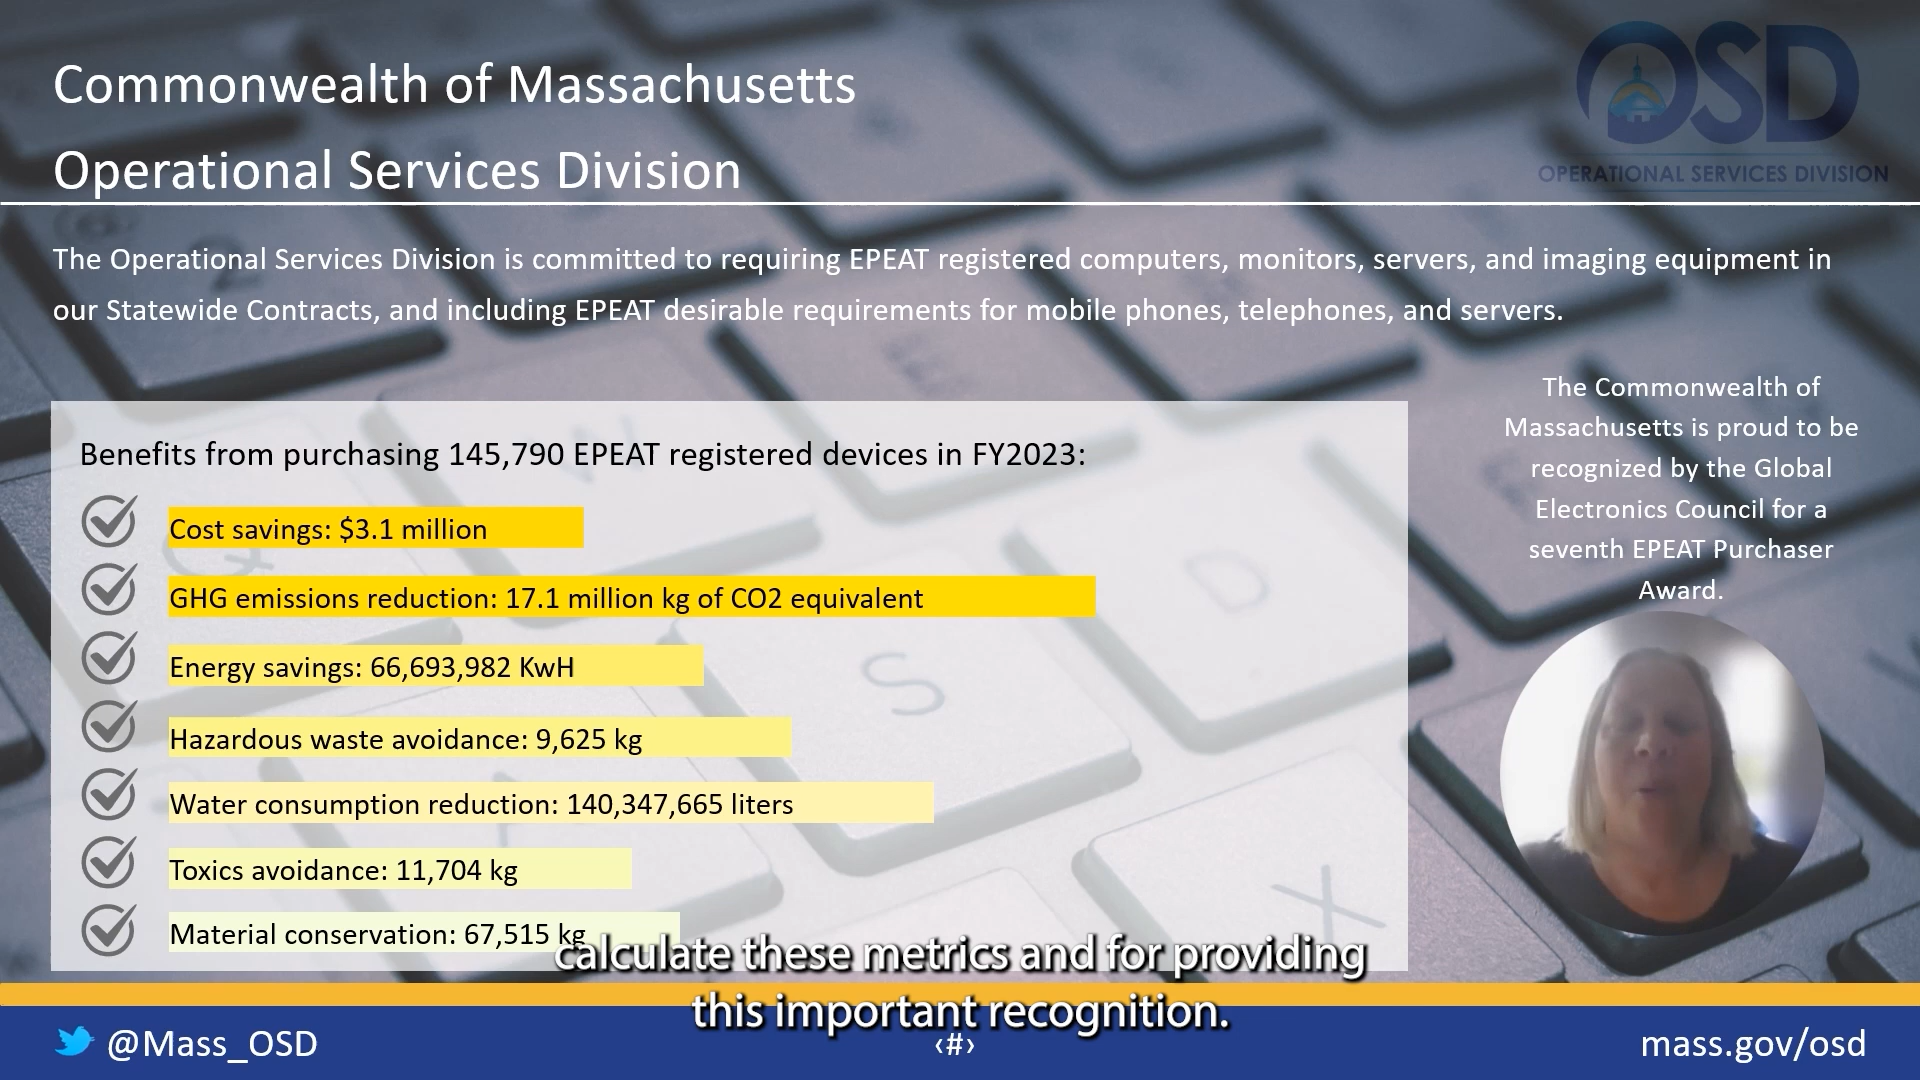 Commonwealth of Massachusetts
Operational Services Division
OSD
OPERATIONAL SERVICES DIVISION
The Operational Services Division is committed to requiring EPEAT registered computers, monitors, servers, and imaging equipment in
our Statewide Contracts, and including EPEAT desirable requirements for mobile phones, telephones, and servers.
Benefits from purchasing 145,790 EPEAT registered devices in FY2023:
Cost savings: $3.1 million
GHG emissions reduction: 17.1 million kg of CO2 equivalent
Energy savings: 66,693,982 KwH
Hazardous waste avoidance: 9,625 kg
Water consumption reduction: 140,347,665 liters
Toxics avoidance: 11,704 kg
Material conservation: 67,515 kg
The Commonwealth of
Massachusetts is proud to be
recognized by the Global
Electronics Council for a
seventh EPEAT Purchaser
Award.
calculate these metrics and for providing
this important recognition.
@Mass_OSD
‹#›
mass.gov/osd
S
D
X